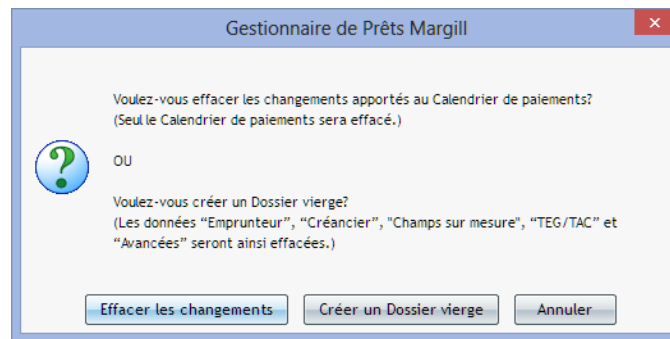 Gestionnaire de Prêts Margill
Voulez-vous effacer les changements apportés au Calendrier de paiements?
(Seul le Calendrier de paiements sera effacé.)
OU
Voulez-vous créer un Dossier vierge?
(Les données “Emprunteur”, “Créancier”, "Champs sur mesure", “TEG/TAC” et
“Avancées” seront ainsi effacées.)
Effacer les changements
Créer un Dossier vierge
Annuler